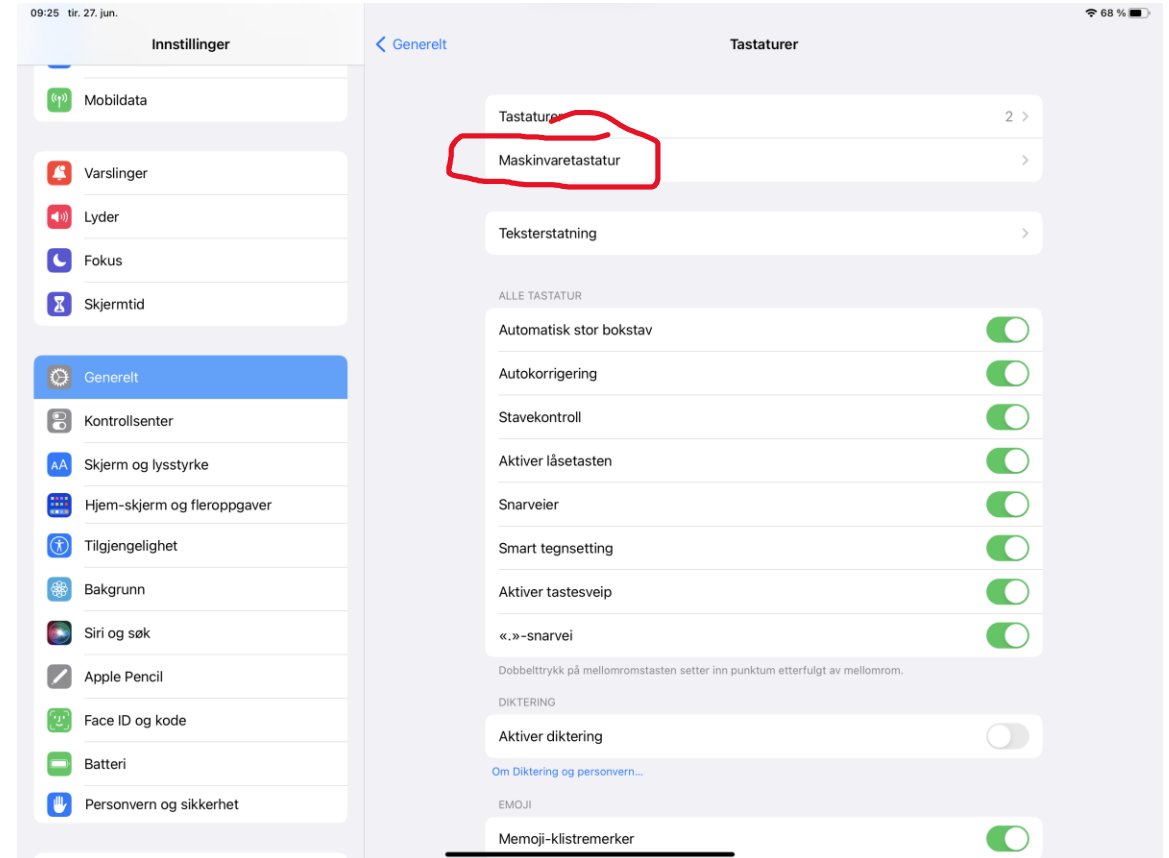 09:25 tir. 27. jun.
68 %
Innstillinger
Mobildata
Varslinger
Lyder
Fokus
Skjermtid
Generelt
Kontrollsenter
AA Skjerm og lysstyrke
Hjem-skjerm og fleroppgaver
Tilgjengelighet
Bakgrunn
Siri og søk
Apple Pencil
Face ID og kode
Batteri
Personvern og sikkerhet
Generelt
Tastaturer
Tastaturer 2
Maskinvaretastatur
Teksterstatning
ALLE TASTATUR
Automatisk stor bokstav
Autokorrigering
Stavekontroll
Aktiver låsetasten
Snarveier
Smart tegnsetting
Aktiver tastesveip
«.»-snarvei
Dobbelttrykk på mellomromstasten setter inn punktum etterfulgt av mellomrom.
DIKTERING
Aktiver diktering
Om Diktering og personvern...
EMOJI
Memoji-klistremerker